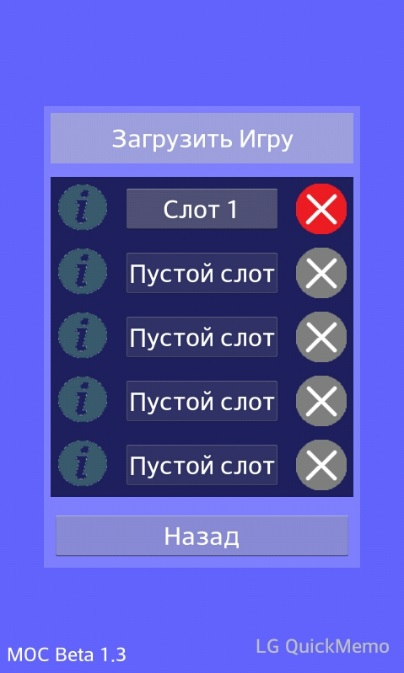 Загрузить Игру
i Слот 1
i Пустой слот
i Пустой слот
i Пустой слот
i Пустой слот
Назад
LG QuickMemo
MOC Beta 1.3